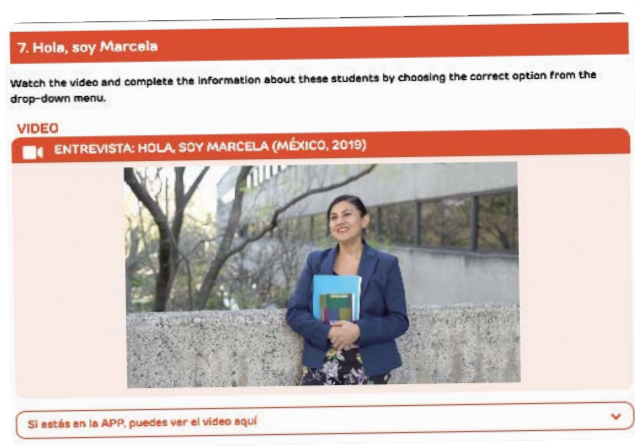 7. Hola, soy Marcela
Watch the video and complete the information about these students by choosing the correct option from the
drop-down menu.
VIDEO
ENTREVISTA: HOLA, SOY MARCELA (MÉXICO, 2019)
Si estás en la APP, puedes ver el video aquí